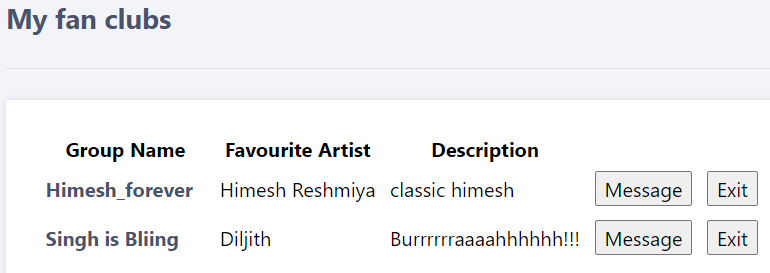 My fan clubs
Group Name Favourite Artist Description
Himesh_forever Himesh Reshmiya classic himesh Message Exit
Singh is Bliing Diljith Burrrrrraaaahhhhhh!!! Message Exit